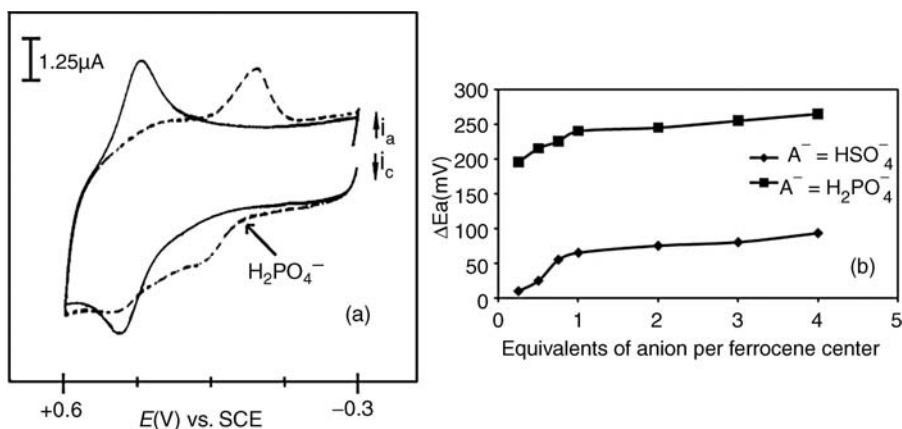 1.25μA
i_a
i_c
H₂PO₄⁻
(a)
+0.6
E(V) vs. SCE
-0.3
ΔEa(mV)
300
250
200
150
100
50
0
A⁻ = HSO₄⁻
A⁻ = H₂PO₄⁻
(b)
0 1 2 3 4 5
Equivalents of anion per ferrocene center